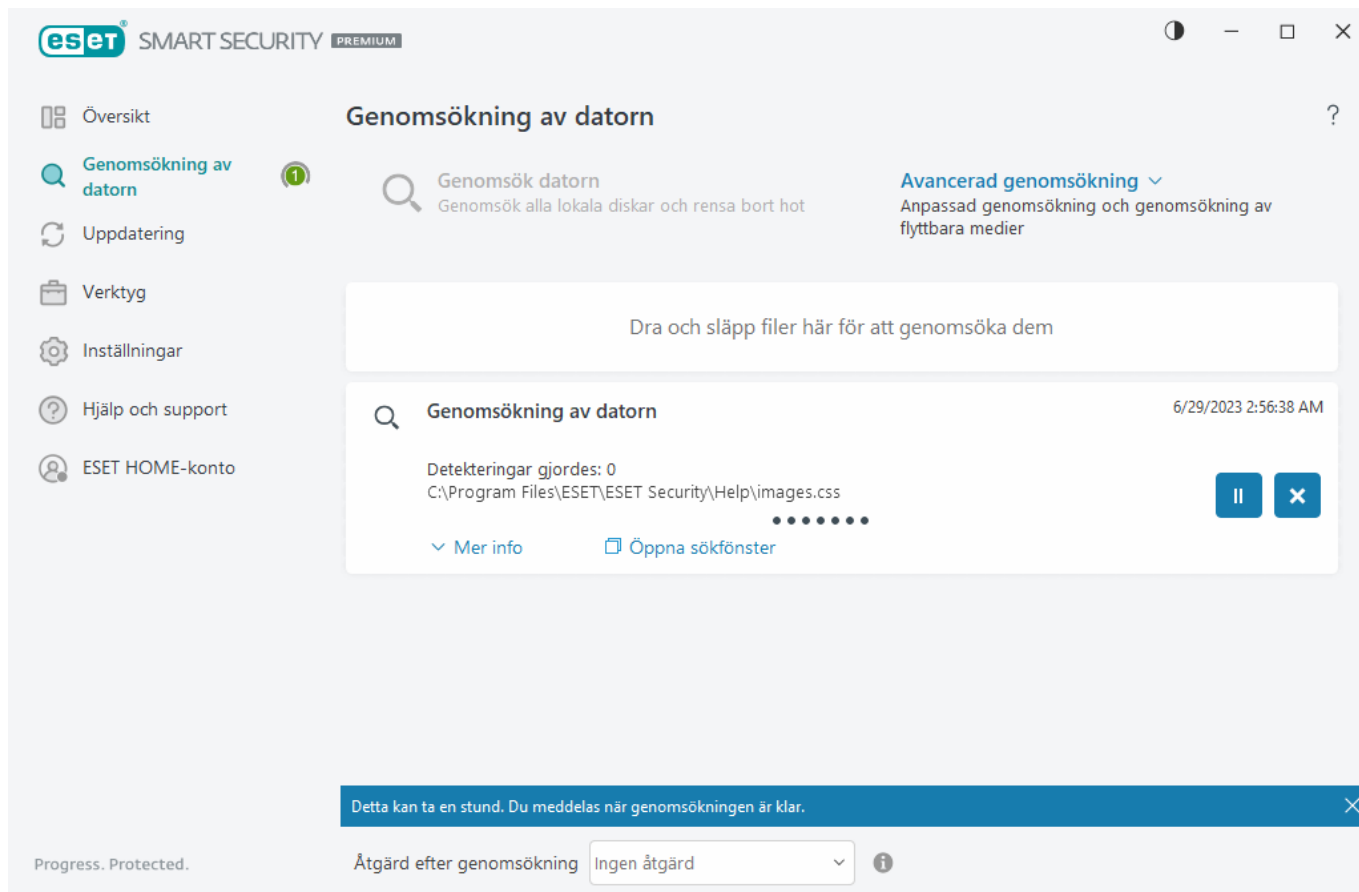 eset® SMART SECURITY PREMIUM
Översikt
Genomsökning av
datorn
1
Uppdatering
Verktyg
Inställningar
Hjälp och support
ESET HOME-konto
Progress. Protected.
Genomsökning av datorn
?
Genomsök datorn
Genomsök alla lokala diskar och rensa bort hot
Avancerad genomsökning
Anpassad genomsökning och genomsökning av
flyttbara medier
Dra och släpp filer här för att genomsöka dem
Genomsökning av datorn
6/29/2023 2:56:38 AM
Detekteringar gjordes: 0
C:\Program Files\ESET\ESET Security\Help\images.css
Mer info
Öppna sökfönster
Detta kan ta en stund. Du meddelas när genomsökningen är klar.
Åtgärd efter genomsökning Ingen åtgärd